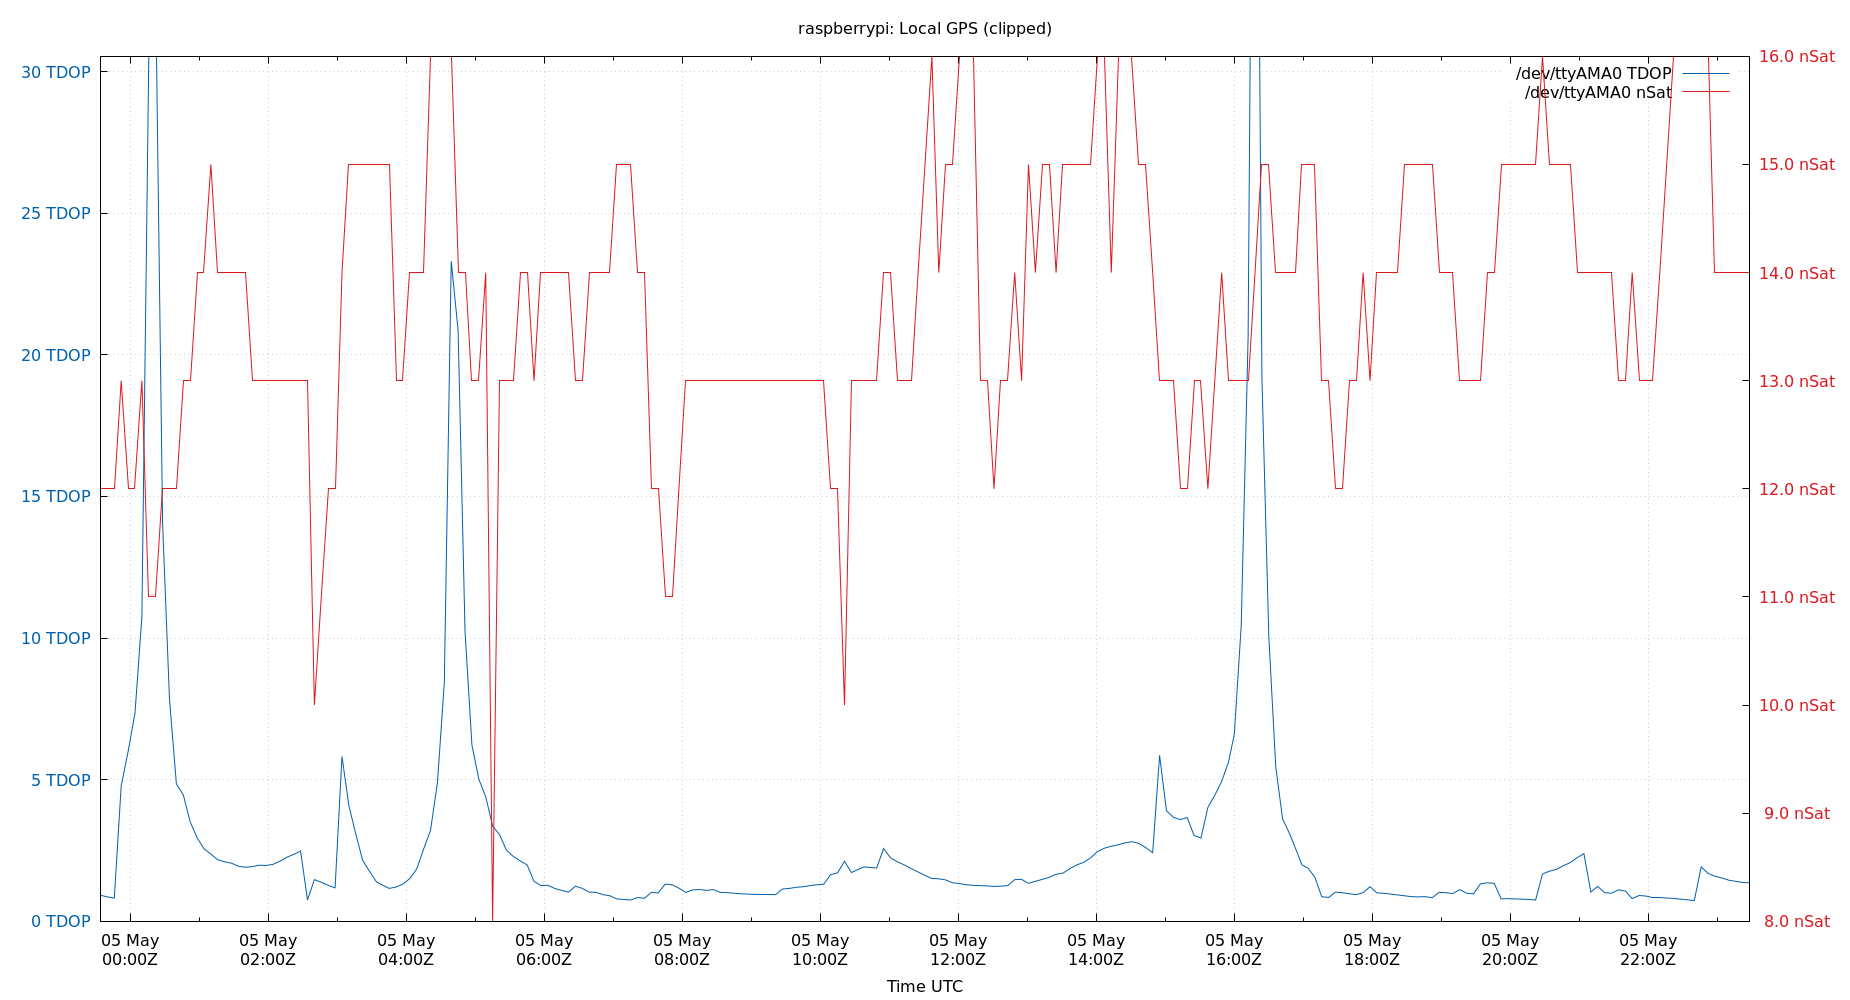 raspberrypi: Local GPS (clipped)
30 TDOP
25 TDOP
20 TDOP
15 TDOP
10 TDOP
5 TDOP
0 TDOP
16.0 nSat
15.0 nSat
14.0 nSat
13.0 nSat
12.0 nSat
11.0 nSat
10.0 nSat
9.0 nSat
8.0 nSat
/dev/ttyAMA0 TDOP
/dev/ttyAMA0 nSat
05 May 05 May 05 May 05 May 05 May 05 May 05 May 05 May 05 May 05 May 05 May 05 May
00:00Z 02:00Z 04:00Z 06:00Z 08:00Z 10:00Z 12:00Z 14:00Z 16:00Z 18:00Z 20:00Z 22:00Z
Time UTC